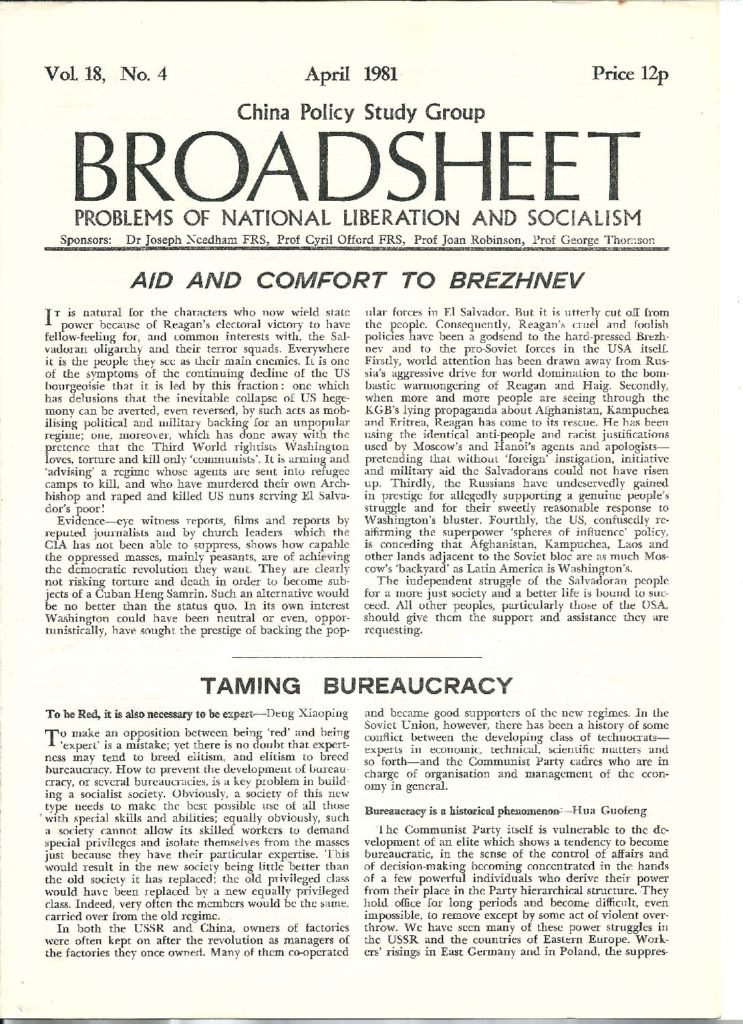 Vol. 18, No. 4
April 1981
Price 12p
China Policy Study Group
BROADSHEET
PROBLEMS OF NATIONAL LIBERATION AND SOCIALISM
Sponsors: Dr Joseph Needham FRS, Prof Cyril Offord FRS, Prof Joan Robinson, Prof George Thomson
AID AND COMFORT TO BREZHNEV
It is natural for the characters who now wield state
power because of Reagan's electoral victory to have
fellow-feeling for, and common interests with, the Sal-
vadoran oligarchy and their terror squads. Everywhere
it is the people they see as their main enemies. It is one
of the symptoms of the continuing decline of the US
bourgeoisie that it is led by this fraction: one which
has delusions that the inevitable collapse of US hege-
mony can be averted, even reversed, by such acts as mob-
ilising political and military backing for an unpopular
regime; one, moreover, which has done away with the
pretence that the Third World rightists Washington
loves, torture and kill only 'communists'. It is arming and
'advising' a regime whose agents are sent into refugee
camps to kill, and who have murdered their own Arch-
bishop and raped and killed US nuns serving El Salva-
dor's poor!
Evidence—eye witness reports, films and reports by
reputed journalists and by church leaders which the
CIA has not been able to suppress, shows how capable
the oppressed masses, mainly peasants, are of achieving
the democratic revolution they want. They are clearly
not risking torture and death in order to become sub-
jects of a Cuban Heng Samrin. Such an alternative would
be no better than the status quo. In its own interest
Washington could have been neutral or even, oppor-
tunistically, have sought the prestige of backing the pop-
ular forces in El Salvador. But it is utterly cut off from
the people. Consequently, Reagan's cruel and foolish
policies have been a godsend to the hard-pressed Brezh-
nev and to the pro-Soviet forces in the USA itself.
Firstly, world attention has been drawn away from Rus-
sia's aggressive drive for world domination to the bom-
bastic warmongering of Reagan and Haig. Secondly,
when more and more people are seeing through the
KGB's lying propaganda about Afghanistan, Kampuchea
and Eritrea, Reagan has come to its rescue. He has been
using the identical anti-people and racist justifications
used by Moscow's and Hanoi's agents and apologists—
pretending that without 'foreign' instigation, initiative
and military aid the Salvadorans could not have risen
up. Thirdly, the Russians have undeservedly gained
in prestige for allegedly supporting a genuine people's
struggle and for their sweetly reasonable response to
Washington's bluster. Fourthly, the US, confusedly re-
affirming the superpower 'spheres of influence' policy,
is conceding that Afghanistan, Kampuchea, Laos and
other lands adjacent to the Soviet bloc are as much Mos-
cow's 'backyard' as Latin America is Washington's.
The independent struggle of the Salvadoran people
for a more just society and a better life is bound to suc-
ceed. All other peoples, particularly those of the USA,
should give them the support and assistance they are
requesting.
TAMING BUREAUCRACY
To be Red, it is also necessary to be expert—Deng Xiaoping
To make an opposition between being 'red' and being
'expert' is a mistake; yet there is no doubt that expert-
ness may tend to breed elitism, and elitism to breed
bureaucracy. How to prevent the development of bureau-
cracy, or several bureaucracies, is a key problem in build-
ing a socialist society. Obviously, a society of this new
type needs to make the best possible use of all those
with special skills and abilities; equally obviously, such
a society cannot allow its skilled workers to demand
special privileges and isolate themselves from the masses
just because they have their particular expertise. This
would result in the new society being little better than
the old society it has replaced; the old privileged class
would have been replaced by a new equally privileged
class. Indeed, very often the members would be the same,
carried over from the old regime.
In both the USSR and China, owners of factories
were often kept on after the revolution as managers of
the factories they once owned. Many of them co-operated
and became good supporters of the new regimes. In the
Soviet Union, however, there has been a history of some
conflict between the developing class of technocrats—
experts in economic, technical, scientific matters and
so forth—and the Communist Party cadres who are in
charge of organisation and management of the econ-
omy in general.
Bureaucracy is a historical phenomenon—Hua Guofeng
The Communist Party itself is vulnerable to the de-
velopment of an elite which shows a tendency to become
bureaucratic, in the sense of the control of affairs and
of decision-making becoming concentrated in the hands
of a few powerful individuals who derive their power
from their place in the Party hierarchical structure. They
hold office for long periods and become difficult, even
impossible, to remove except by some act of violent over-
throw. We have seen many of these power struggles in
the USSR and the countries of Eastern Europe. Work-
ers' risings in East Germany and in Poland, the suppres-